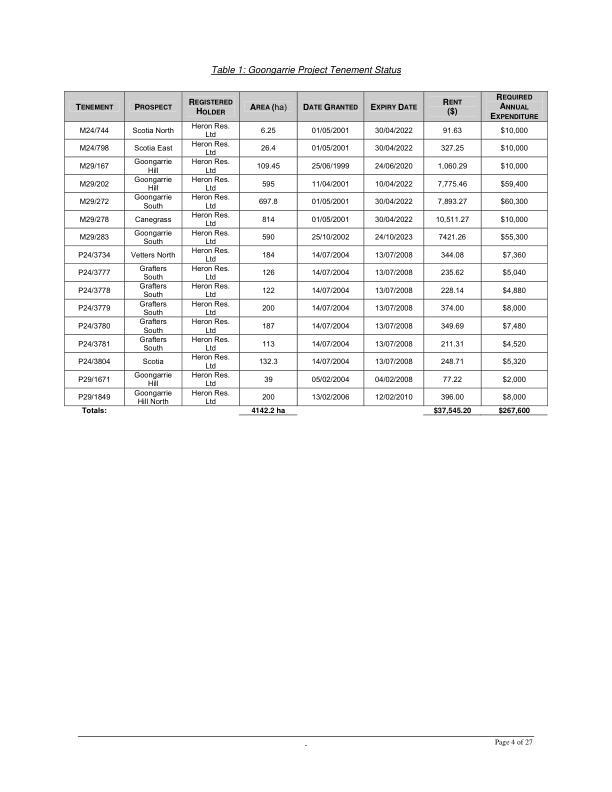 Table 1: Goongarrie Project Tenement Status
TENEMENT PROSPECT REGISTERED HOLDER AREA (ha) DATE GRANTED EXPIRY DATE RENT ($) REQUIRED ANNUAL EXPENDITURE
M24/744 Scotia North Heron Res. Ltd 6.25 01/05/2001 30/04/2022 91.63 $10,000
M24/798 Scotia East Heron Res. Ltd 26.4 01/05/2001 30/04/2022 327.25 $10,000
M29/167 Goongarrie Hill Heron Res. Ltd 109.45 25/06/1999 24/06/2020 1,060.29 $10,000
M29/202 Goongarrie Hill Heron Res. Ltd 595 11/04/2001 10/04/2022 7,775.46 $59,400
M29/272 Goongarrie South Heron Res. Ltd 697.8 01/05/2001 30/04/2022 7,893.27 $60,300
M29/278 Canegrass Heron Res. Ltd 814 01/05/2001 30/04/2022 10,511.27 $10,000
M29/283 Goongarrie South Heron Res. Ltd 590 25/10/2002 24/10/2023 7421.26 $55,300
P24/3734 Vetters North Heron Res. Ltd 184 14/07/2004 13/07/2008 344.08 $7,360
P24/3777 Grafters South Heron Res. Ltd 126 14/07/2004 13/07/2008 235.62 $5,040
P24/3778 Grafters South Heron Res. Ltd 122 14/07/2004 13/07/2008 228.14 $4,880
P24/3779 Grafters South Heron Res. Ltd 200 14/07/2004 13/07/2008 374.00 $8,000
P24/3780 Grafters South Heron Res. Ltd 187 14/07/2004 13/07/2008 349.69 $7,480
P24/3781 Grafters South Heron Res. Ltd 113 14/07/2004 13/07/2008 211.31 $4,520
P24/3804 Scotia Heron Res. Ltd 132.3 14/07/2004 13/07/2008 248.71 $5,320
P29/1671 Goongarrie Hill Heron Res. Ltd 39 05/02/2004 04/02/2008 77.22 $2,000
P29/1849 Goongarrie Hill North Heron Res. Ltd 200 13/02/2006 12/02/2010 396.00 $8,000
Totals: 4142.2 ha $37,545.20 $267,600
Page 4 of 27
-